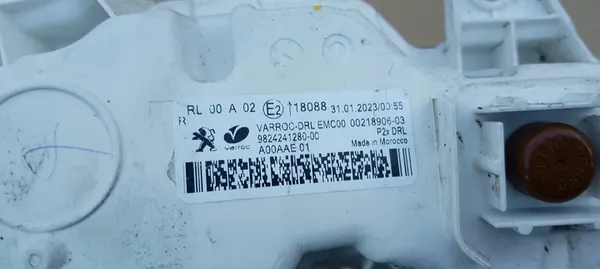 RL 00 A 02 E2 ↑18088 31.01.2023/00:55
R
VARROC-DRL EMC00 00218906-03
varroc 9824241280-00 P2x DRL
A00AAE 01 Made in Morocco